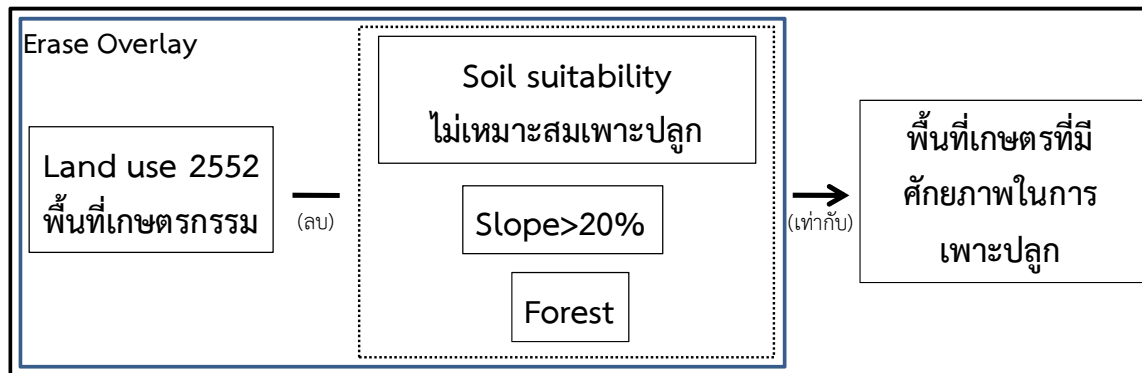 Erase Overlay
Land use 2552
พื้นที่เกษตรกรรม
(ลบ)
Soil suitability
ไม่เหมาะสมเพาะปลูก
Slope>20%
Forest
(เท่ากับ)
พื้นที่เกษตรที่มี
ศักยภาพในการ
เพาะปลูก